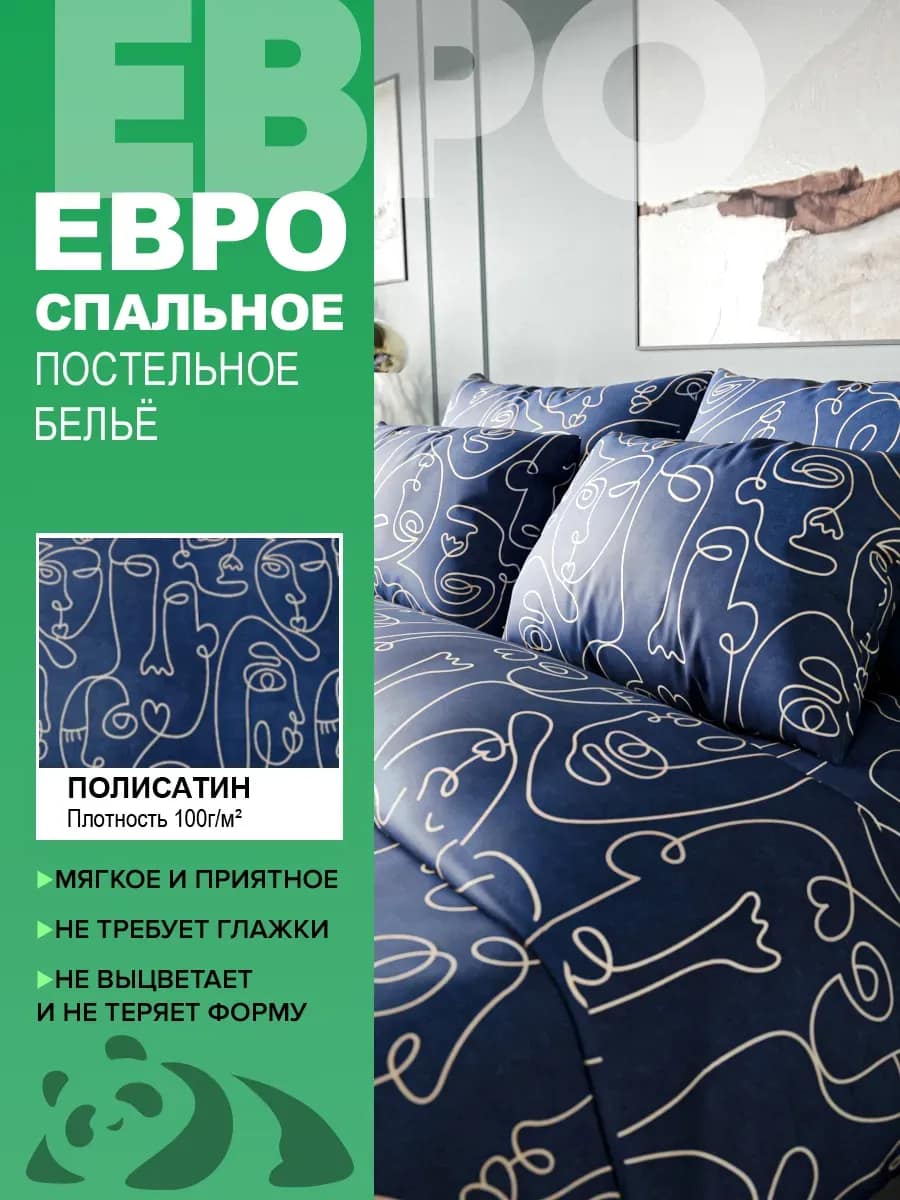 ЕВРО
ЕВРО
СПАЛЬНОЕ
ПОСТЕЛЬНОЕ
БЕЛЬЁ
ПОЛИСАТИН
Плотность 100г/м²
МЯГКОЕ И ПРИЯТНОЕ
НЕ ТРЕБУЕТ ГЛАЖКИ
НЕ ВЫЦВЕТАЕТ
И НЕ ТЕРЯЕТ ФОРМУ